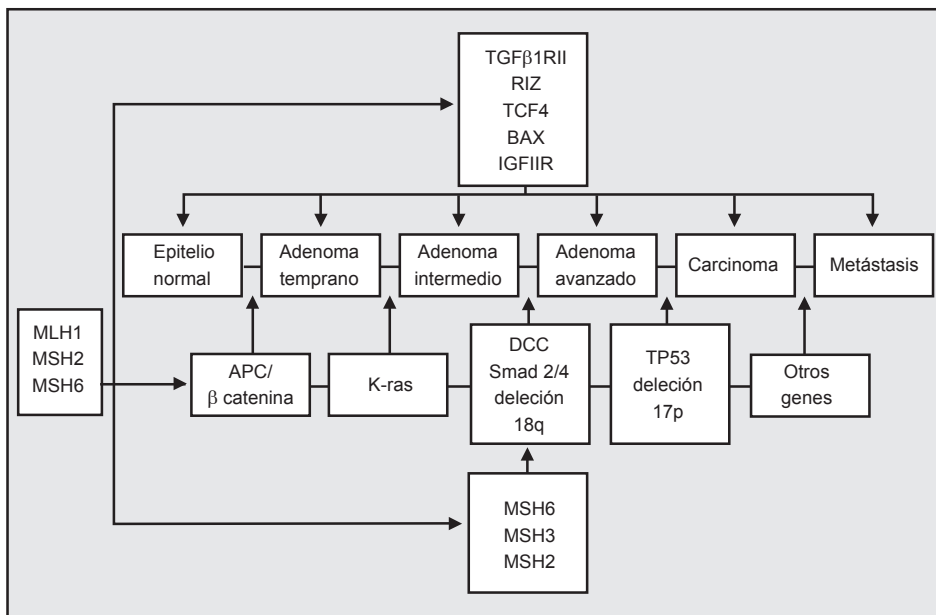 TGFβ1RII
RIZ
TCF4
BAX
IGFIIR
Epitelio
normal
Adenoma
temprano
Adenoma
intermedio
Adenoma
avanzado
Carcinoma
Metástasis
MLH1
MSH2
MSH6
APC/
β catenina
K-ras
DCC
Smad 2/4
deleción
18q
TP53
deleción
17p
Otros
genes
MSH6
MSH3
MSH2